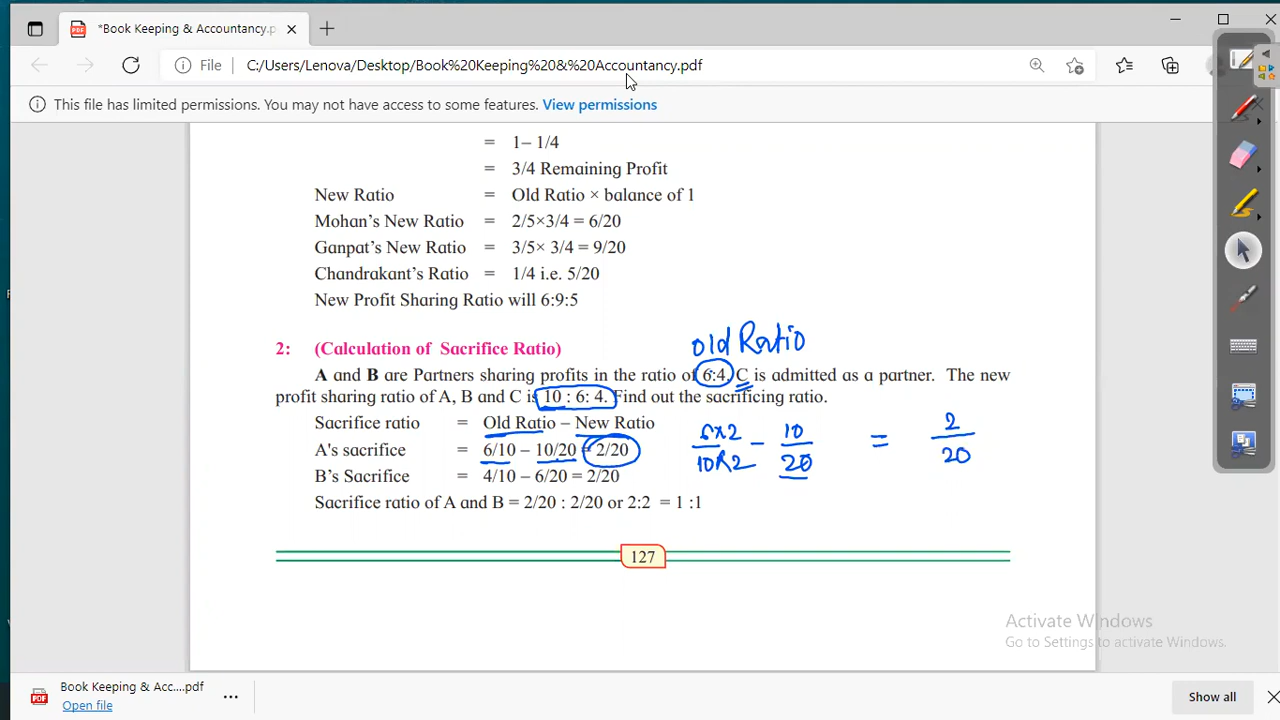 *Book Keeping & Accountancy.p
File C:/Users/Lenova/Desktop/Book%20Keeping%20&%20Accountancy.pdf
This file has limited permissions. You may not have access to some features. View permissions
= 1– 1/4
= 3/4 Remaining Profit
New Ratio = Old Ratio × balance of 1
Mohan’s New Ratio = 2/5×3/4 = 6/20
Ganpat’s New Ratio = 3/5× 3/4 = 9/20
Chandrakant’s Ratio = 1/4 i.e. 5/20
New Profit Sharing Ratio will 6:9:5
old Ratio
2: (Calculation of Sacrifice Ratio)
A and B are Partners sharing profits in the ratio of 6:4. C is admitted as a partner. The new
profit sharing ratio of A, B and C is 10 : 6: 4. Find out the sacrificing ratio.
Sacrifice ratio = Old Ratio – New Ratio
A's sacrifice = 6/10 – 10/20 = 2/20
6×2/10×2 – 10/20 = 2/20
B’s Sacrifice = 4/10 – 6/20 = 2/20
Sacrifice ratio of A and B = 2/20 : 2/20 or 2:2 = 1 :1
127
Activate Windows
Go to Settings to activate Windows.
Book Keeping & Acc....pdf
Open file
Show all